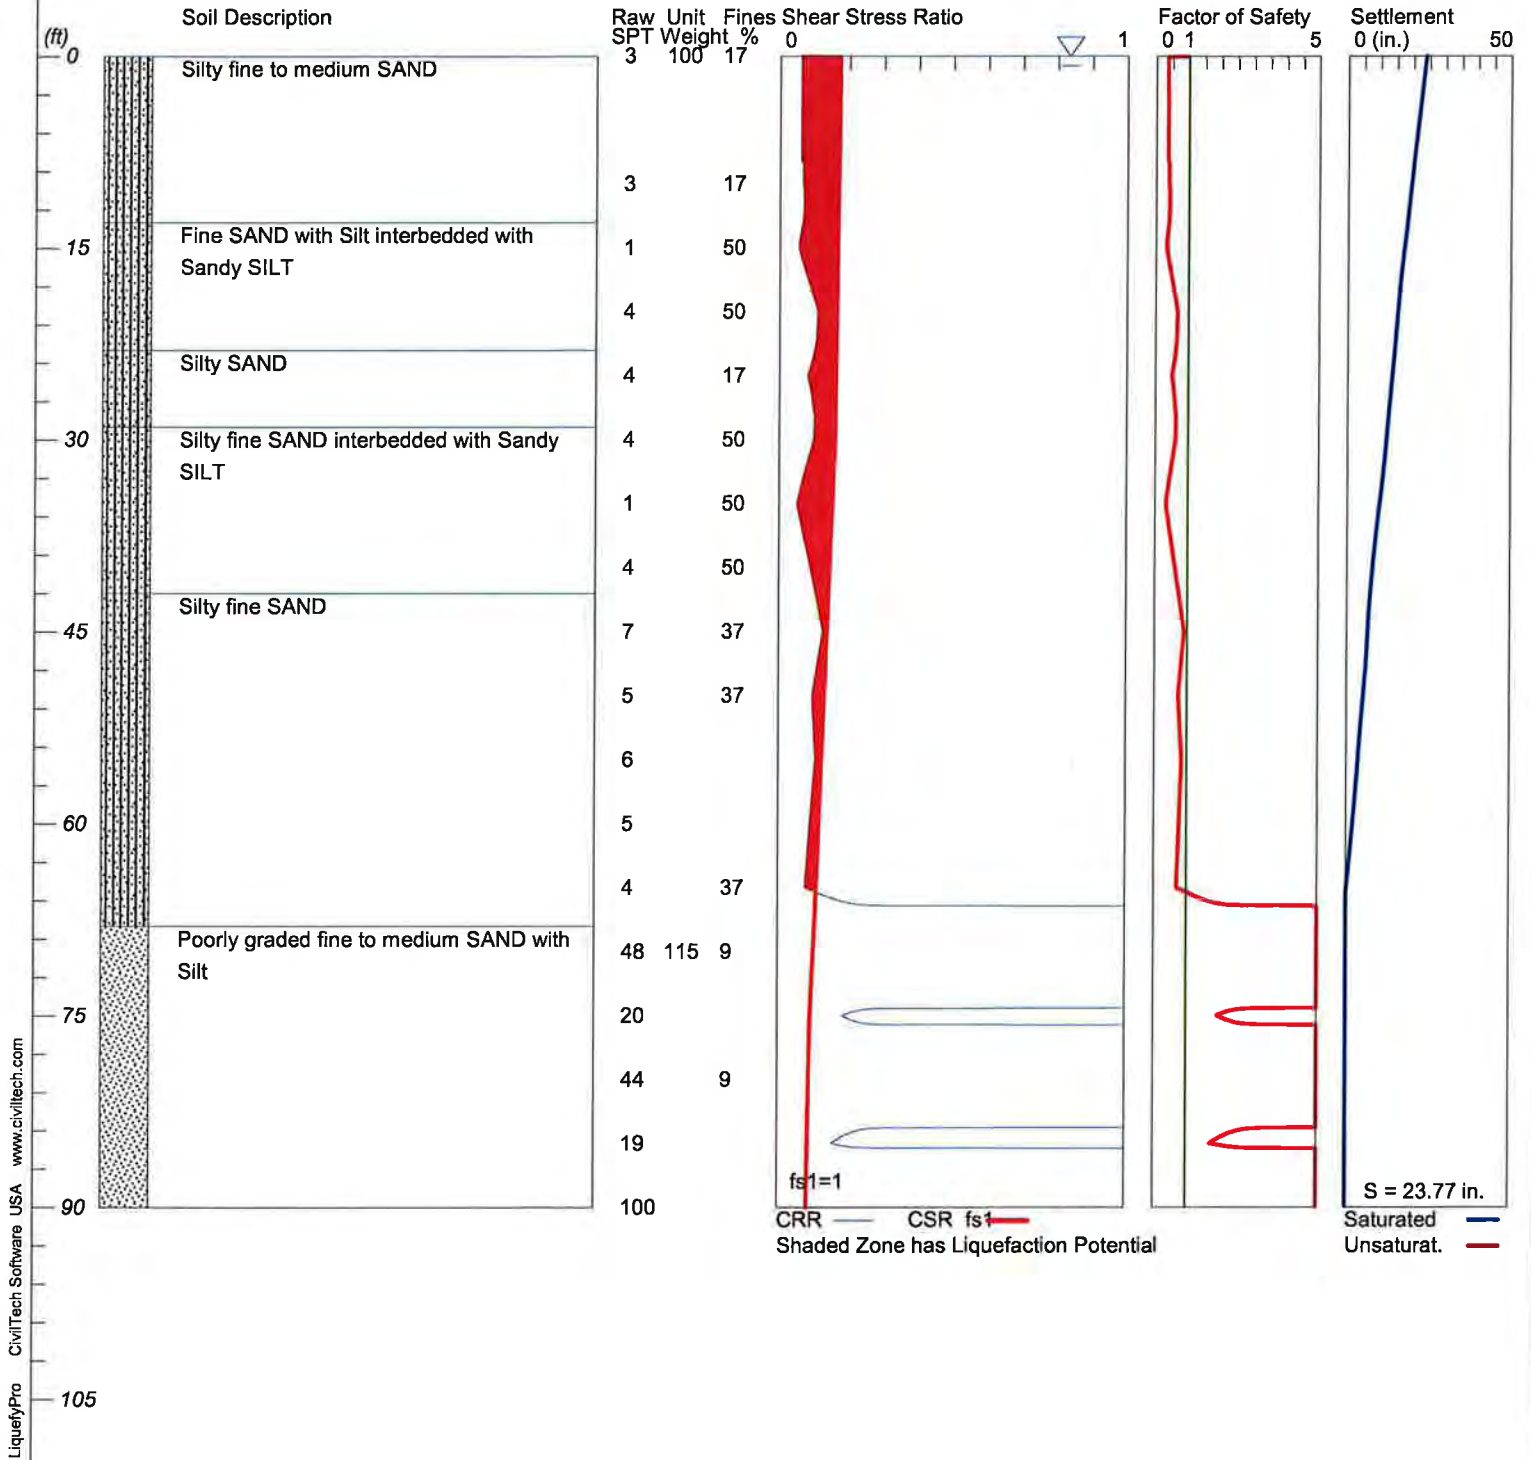 Soil Description
Raw Unit Fines Shear Stress Ratio
Factor of Safety
Settlement
(ft)
SPT Weight %
0 1
0 1 5
0 (in.) 50
0
Silty fine to medium SAND
3 100 17
3 17
Fine SAND with Silt interbedded with
15
1 50
Sandy SILT
4 50
Silty SAND
4 17
30
Silty fine SAND interbedded with Sandy
4 50
SILT
1 50
4 50
Silty fine SAND
45
7 37
5 37
6
60
5
4 37
Poorly graded fine to medium SAND with
48 115 9
Silt
75
20
44 9
19
fs1=1
S = 23.77 in.
90
100
CRR CSR fs1
Saturated
Shaded Zone has Liquefaction Potential
Unsaturat.
105
LiquefyPro CivilTech Software USA www.civiltech.com